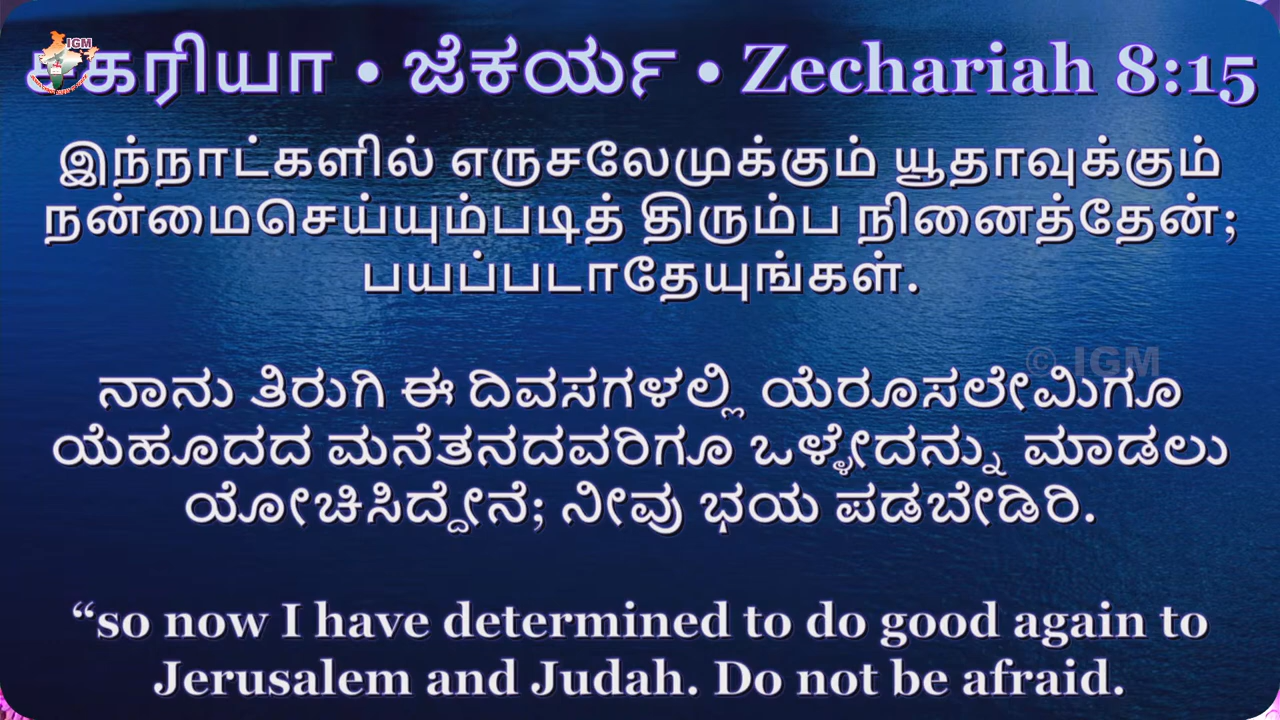 சகரியா • ಜೆಕರ್ಯ • Zechariah 8:15
IGM
இந்நாட்களில் எருசலேமுக்கும் யூதாவுக்கும்
நன்மைசெய்யும்படித் திரும்ப நினைத்தேன்;
பயப்படாதேயுங்கள்.
© IGM
ನಾನು ತಿರುಗಿ ಈ ದಿವಸಗಳಲ್ಲಿ ಯೆರೂಸಲೇಮಿಗೂ
ಯೆಹೂದದ ಮನೆತನದವರಿಗೂ ಒಳ್ಳೇದನ್ನು ಮಾಡಲು
ಯೋಚಿಸಿದ್ದೇನೆ; ನೀವು ಭಯ ಪಡಬೇಡಿರಿ.
“so now I have determined to do good again to
Jerusalem and Judah. Do not be afraid.